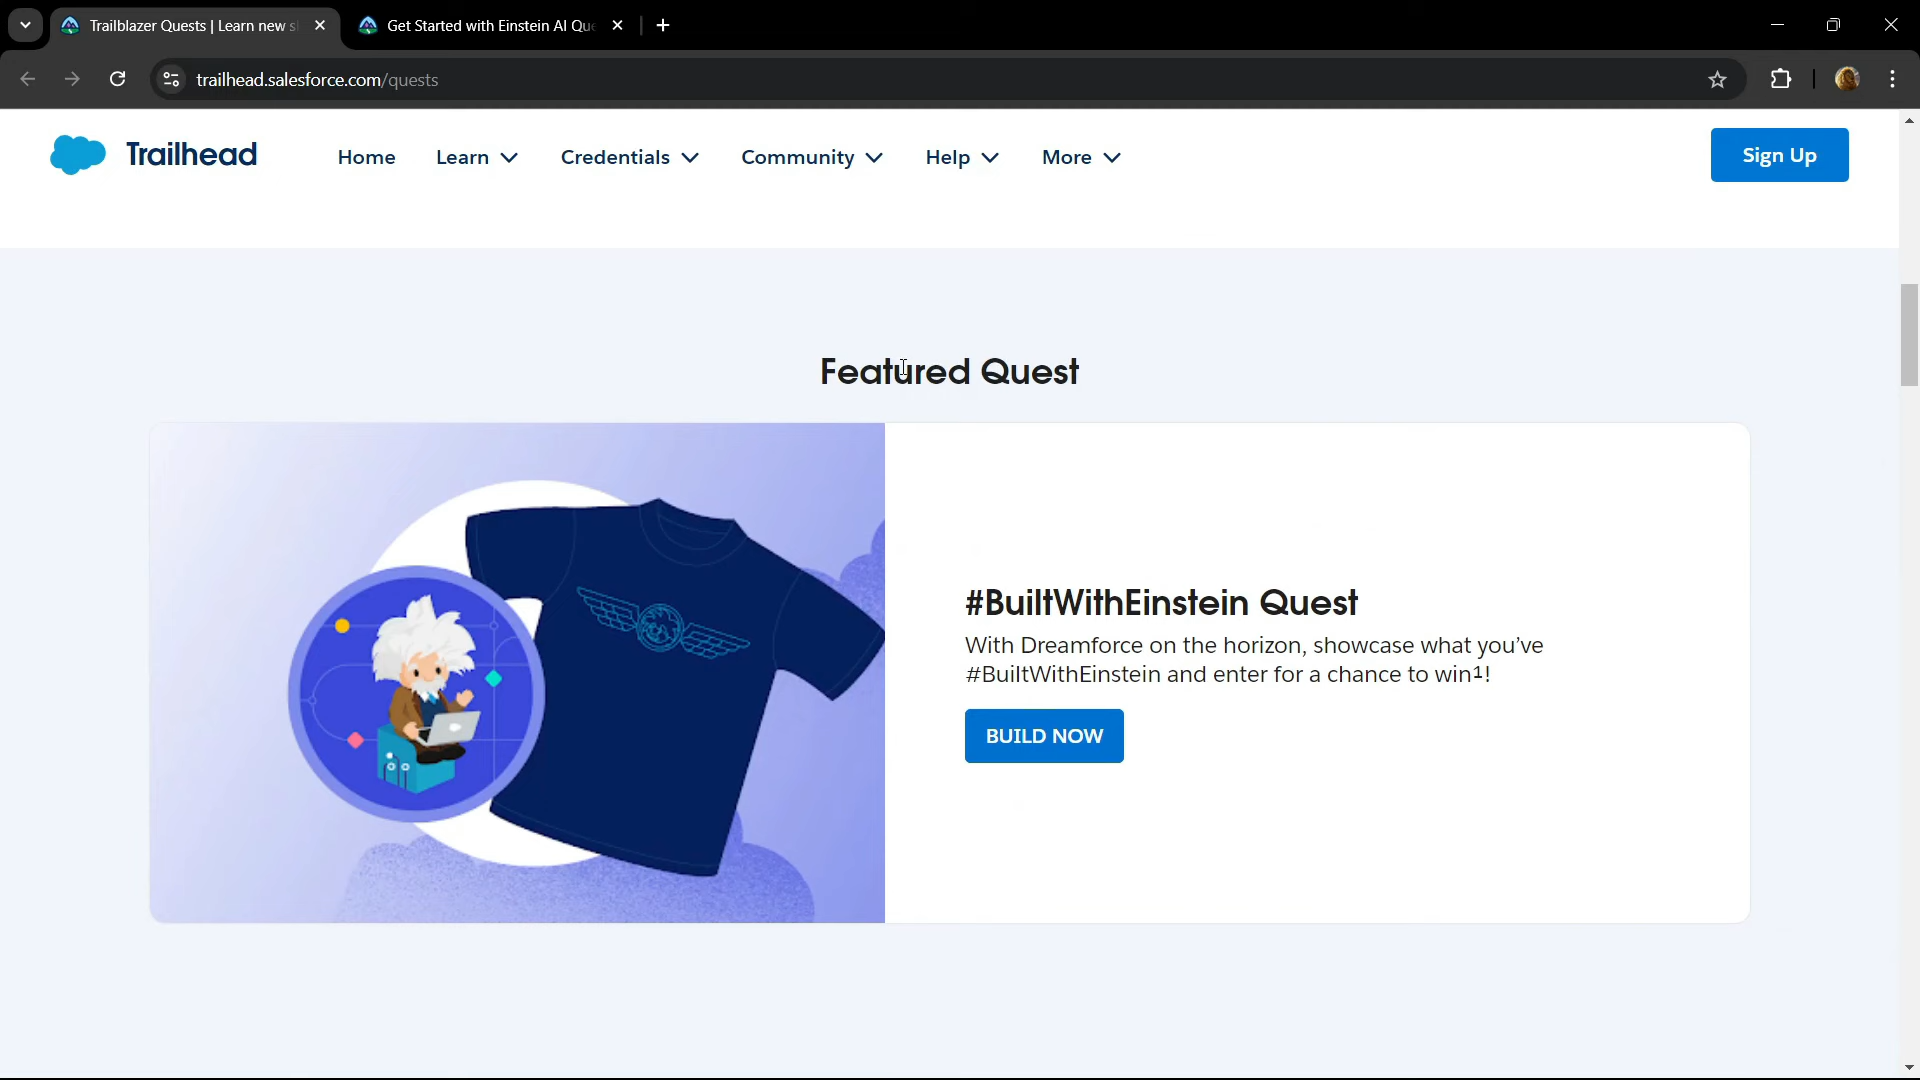 Trailblazer Quests | Learn new s
Get Started with Einstein AI Que
trailhead.salesforce.com/quests
Trailhead
Home
Learn
Credentials
Community
Help
More
Sign Up
Featured Quest
#BuiltWithEinstein Quest
With Dreamforce on the horizon, showcase what you’ve
#BuiltWithEinstein and enter for a chance to win¹!
BUILD NOW